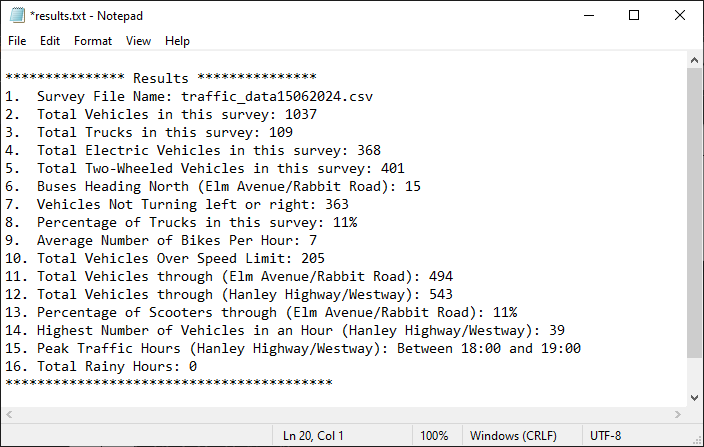 *results.txt - Notepad
File Edit Format View Help
*************** Results ***************
1.  Survey File Name: traffic_data15062024.csv
2.  Total Vehicles in this survey: 1037
3.  Total Trucks in this survey: 109
4.  Total Electric Vehicles in this survey: 368
5.  Total Two-Wheeled Vehicles in this survey: 401
6.  Buses Heading North (Elm Avenue/Rabbit Road): 15
7.  Vehicles Not Turning left or right: 363
8.  Percentage of Trucks in this survey: 11%
9.  Average Number of Bikes Per Hour: 7
10. Total Vehicles Over Speed Limit: 205
11. Total Vehicles through (Elm Avenue/Rabbit Road): 494
12. Total Vehicles through (Hanley Highway/Westway): 543
13. Percentage of Scooters through (Elm Avenue/Rabbit Road): 11%
14. Highest Number of Vehicles in an Hour (Hanley Highway/Westway): 39
15. Peak Traffic Hours (Hanley Highway/Westway): Between 18:00 and 19:00
16. Total Rainy Hours: 0
*****************************************
Ln 20, Col 1 100% Windows (CRLF) UTF-8